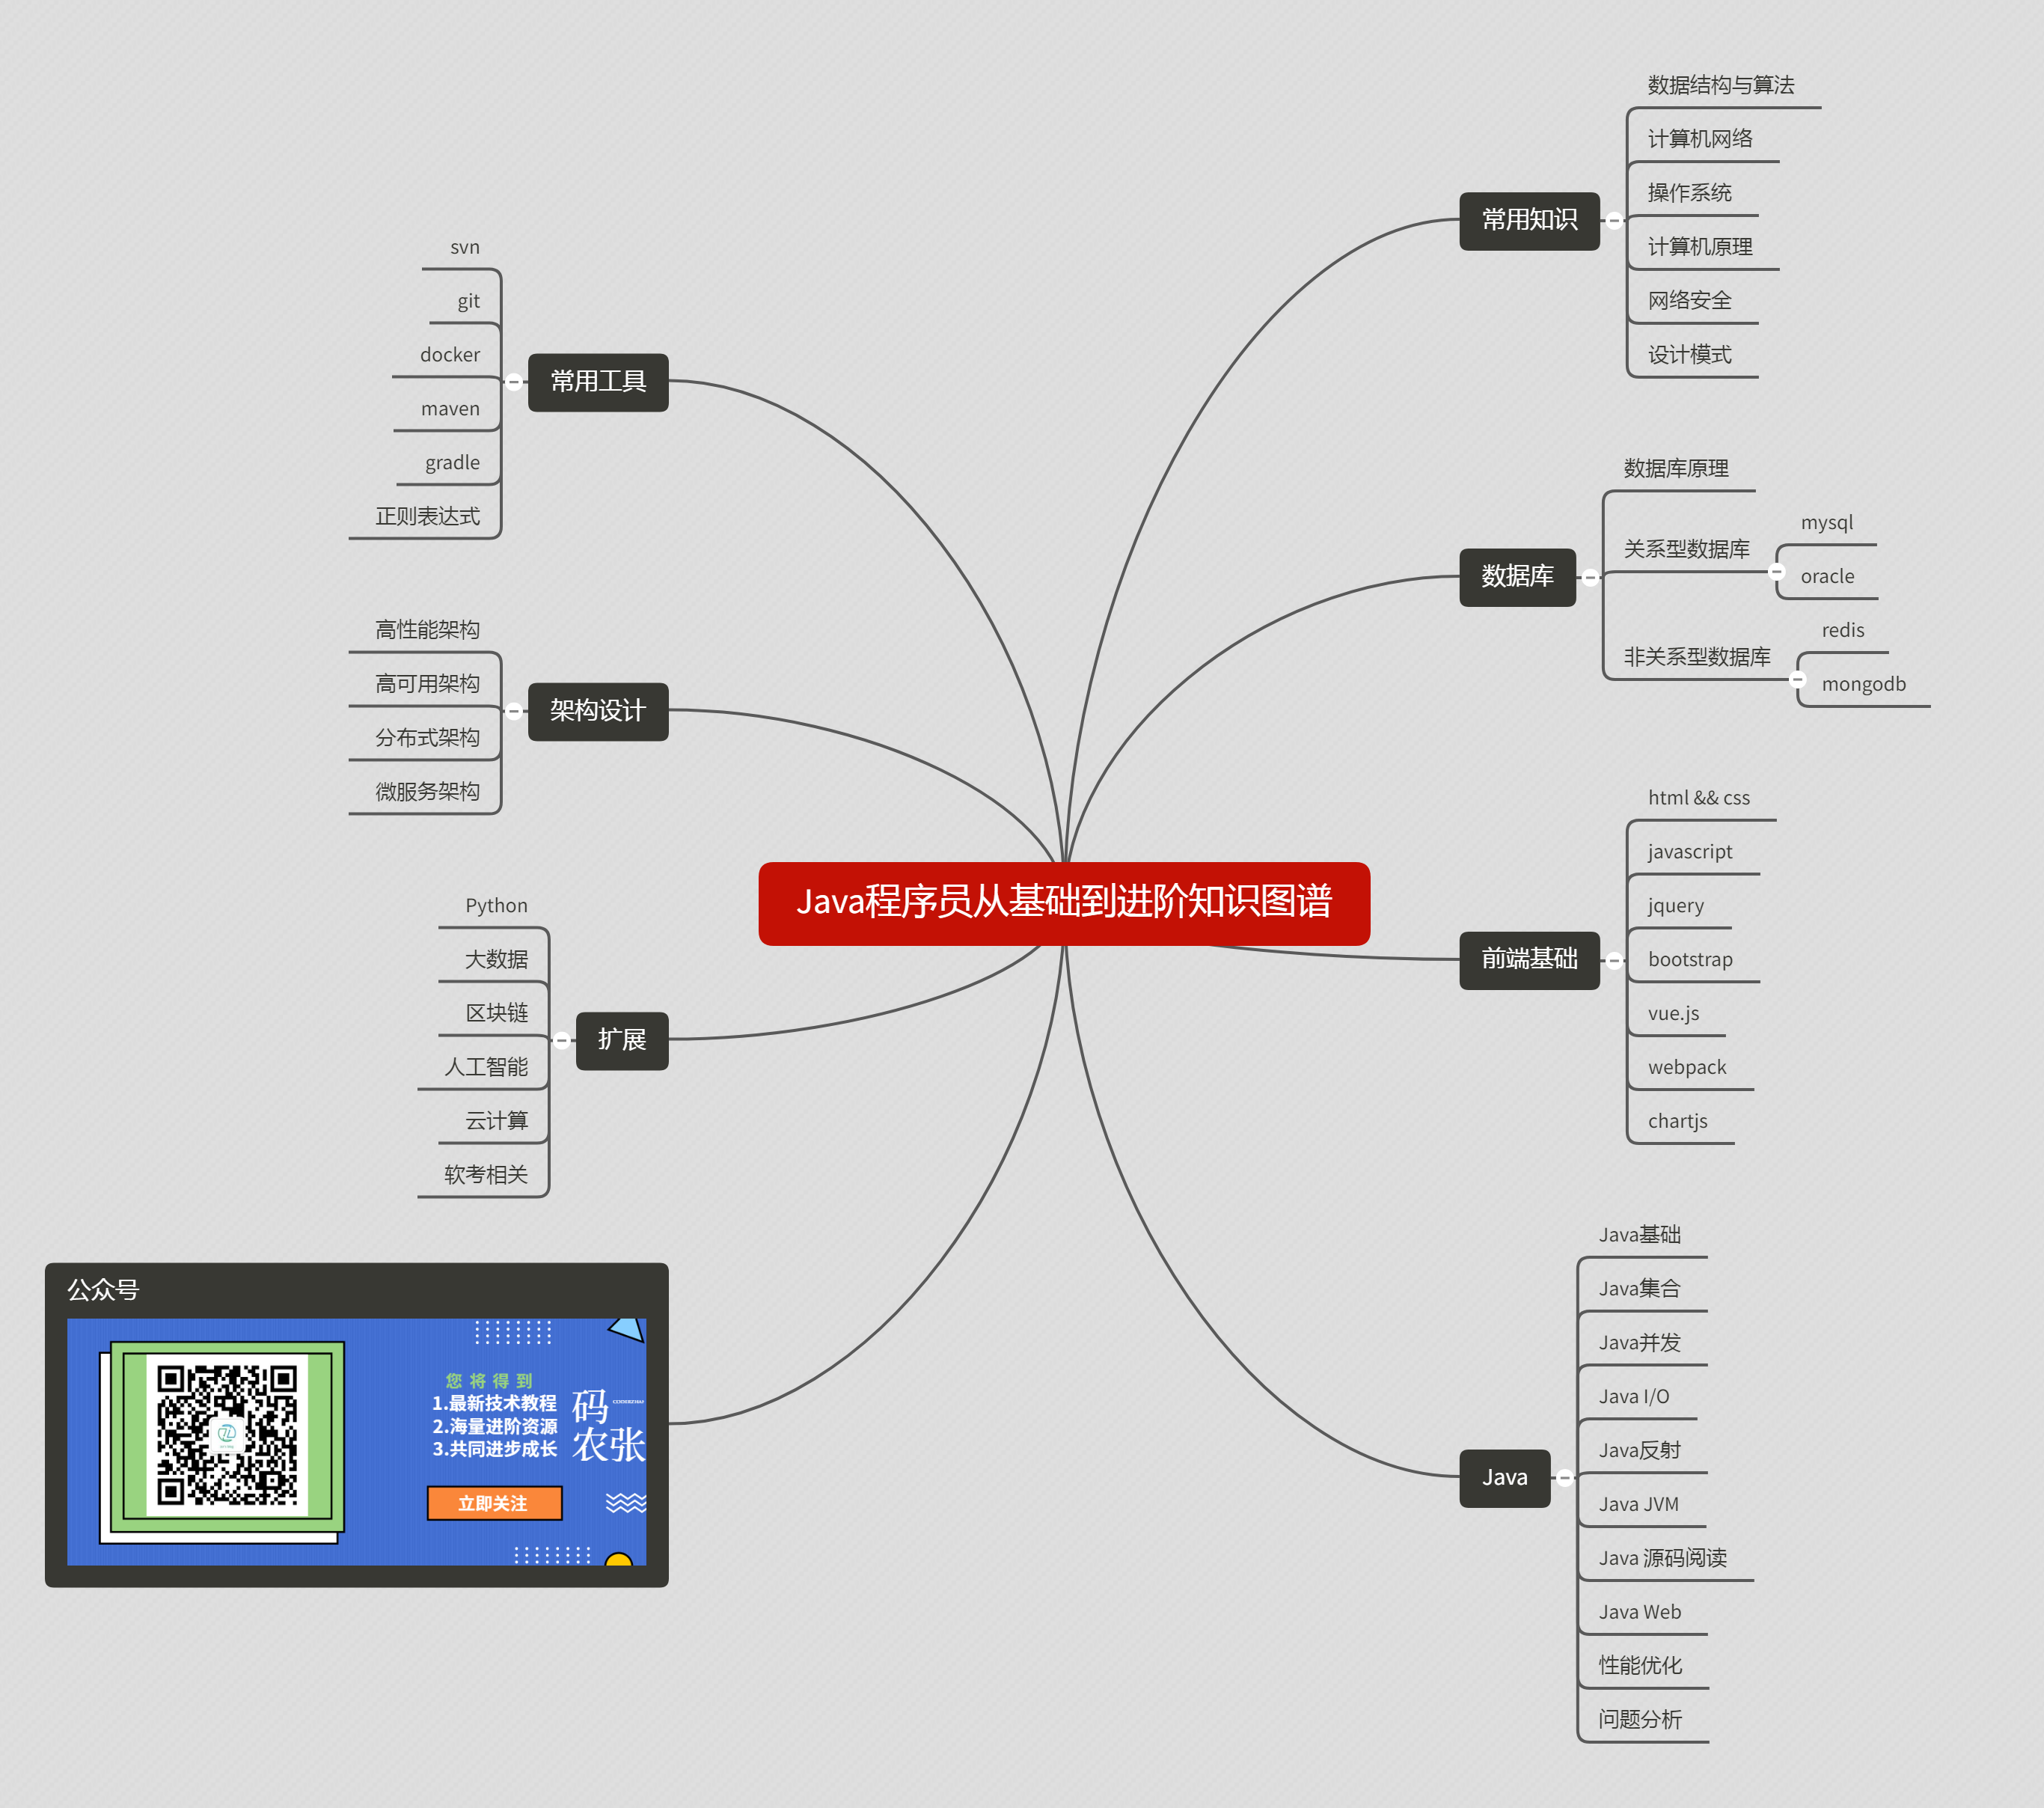 Java程序员从基础到进阶知识图谱
常用知识
数据结构与算法
计算机网络
操作系统
计算机原理
网络安全
设计模式
数据库
数据库原理
关系型数据库
mysql
oracle
非关系型数据库
redis
mongodb
前端基础
html && css
javascript
jquery
bootstrap
vue.js
webpack
chartjs
Java
Java基础
Java集合
Java并发
Java I/O
Java反射
Java JVM
Java 源码阅读
Java Web
性能优化
问题分析
常用工具
svn
git
docker
maven
gradle
正则表达式
架构设计
高性能架构
高可用架构
分布式架构
微服务架构
扩展
Python
大数据
区块链
人工智能
云计算
软考相关
公众号
您将得到
1.最新技术教程
2.海量进阶资源
3.共同进步成长
码
农张
立即关注